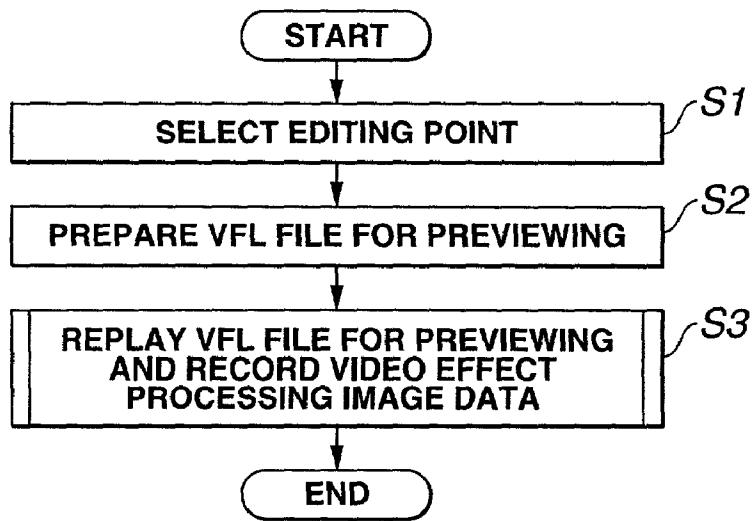 START
S1
SELECT EDITING POINT
S2
PREPARE VFL FILE FOR PREVIEWING
S3
REPLAY VFL FILE FOR PREVIEWING
AND RECORD VIDEO EFFECT
PROCESSING IMAGE DATA
END